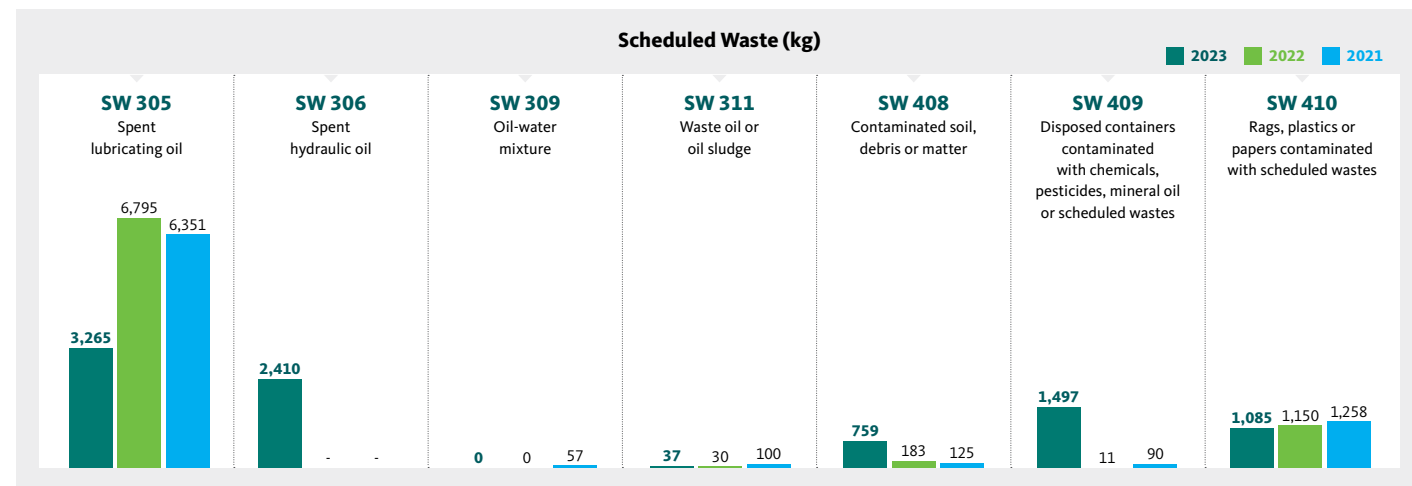 Scheduled Waste (kg)
2023 2022 2021
SW 305
Spent
lubricating oil
3,265
6,795
6,351
SW 306
Spent
hydraulic oil
2,410
-
-
SW 309
Oil-water
mixture
0
0
57
SW 311
Waste oil or
oil sludge
37
30
100
SW 408
Contaminated soil,
debris or matter
759
183
125
SW 409
Disposed containers
contaminated
with chemicals,
pesticides, mineral oil
or scheduled wastes
1,497
11
90
SW 410
Rags, plastics or
papers contaminated
with scheduled wastes
1,085
1,150
1,258